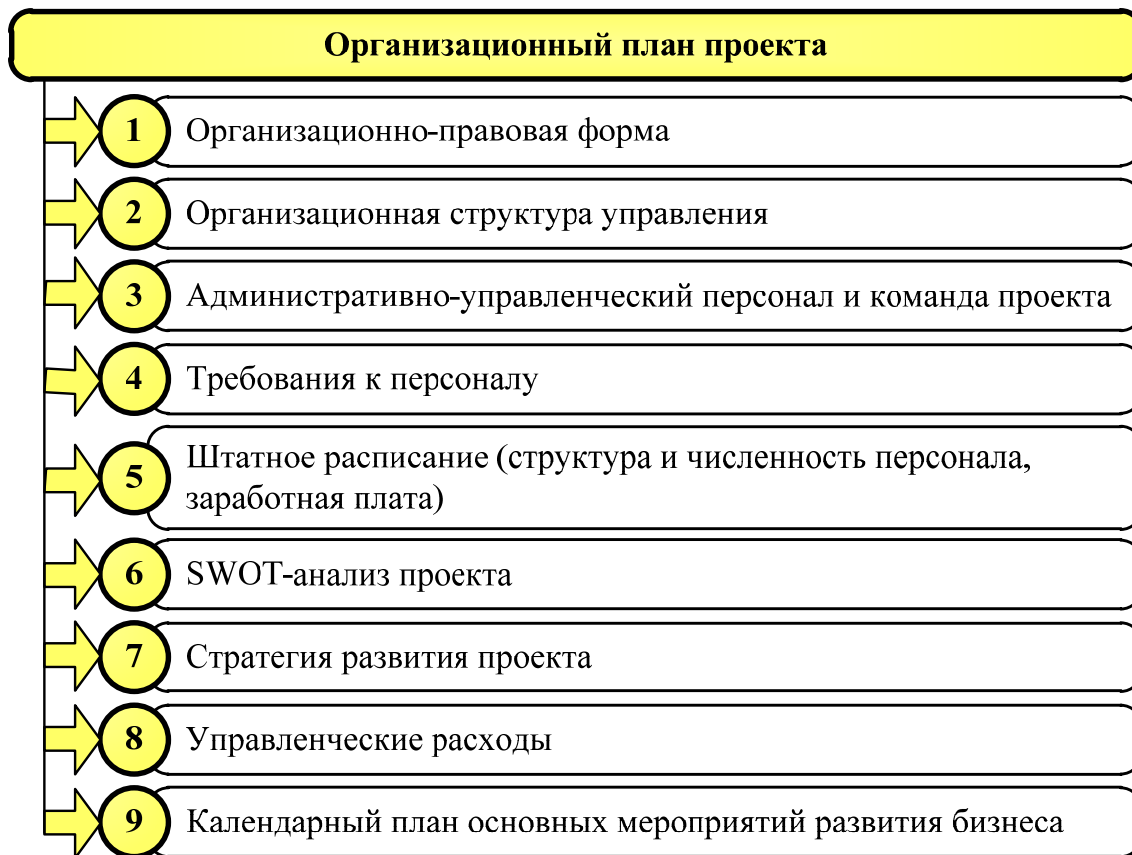 Организационный план проекта
1 Организационно-правовая форма
2 Организационная структура управления
3 Административно-управленческий персонал и команда проекта
4 Требования к персоналу
5 Штатное расписание (структура и численность персонала,
заработная плата)
6 SWOT-анализ проекта
7 Стратегия развития проекта
8 Управленческие расходы
9 Календарный план основных мероприятий развития бизнеса